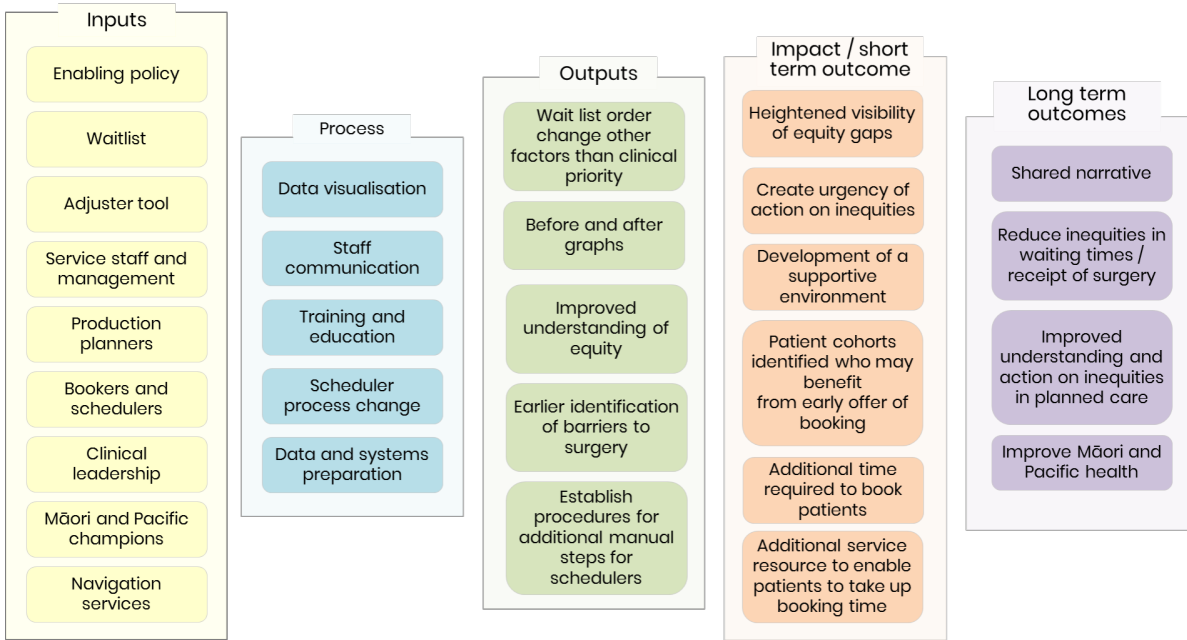 Inputs
Enabling policy
Waitlist
Adjuster tool
Service staff and
management
Production
planners
Bookers and
schedulers
Clinical
leadership
Māori and Pacific
champions
Navigation
services
Process
Data visualisation
Staff
communication
Training and
education
Scheduler
process change
Data and systems
preparation
Outputs
Wait list order
change other
factors than clinical
priority
Before and after
graphs
Improved
understanding of
equity
Earlier identification
of barriers to
surgery
Establish
procedures for
additional manual
steps for
schedulers
Impact / short
term outcome
Heightened visibility
of equity gaps
Create urgency of
action on inequities
Development of a
supportive
environment
Patient cohorts
identified who may
benefit
from early offer of
booking
Additional time
required to book
patients
Additional service
resource to enable
patients to take up
booking time
Long term
outcomes
Shared narrative
Reduce inequities in
waiting times /
receipt of surgery
Improved
understanding and
action on inequities
in planned care
Improve Māori and
Pacific health